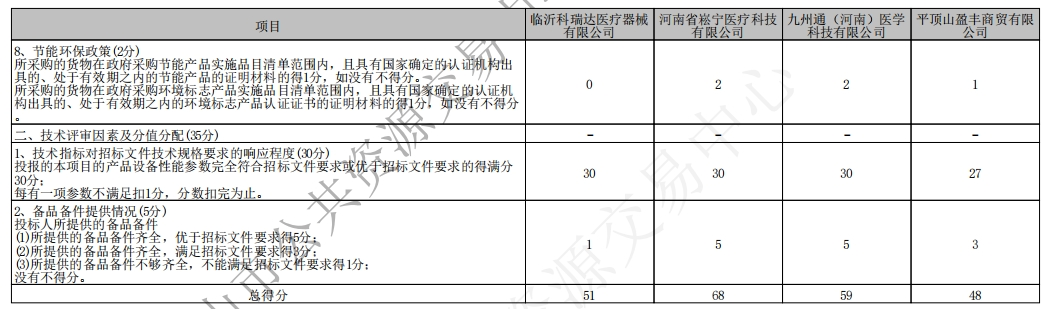 项目
临沂科瑞达医疗器械
有限公司
河南省崧宁医疗科技
有限公司
九州通（河南）医学
科技有限公司
平顶山盈丰商贸有限
公司
8、节能环保政策(2分)
所采购的货物在政府采购节能产品实施品目清单范围内，且具有国家确定的认证机构出
具的、处于有效期之内的节能产品的证明材料的得1分，如没有不得分。
所采购的货物在政府采购环境标志产品实施品目清单范围内，且具有国家确定的认证机
构出具的、处于有效期之内的环境标志产品认证证书的证明材料的得1分，如没有不得分
。
0
2
2
1
二、技术评审因素及分值分配(35分)
-
-
-
-
1、技术指标对招标文件技术规格要求的响应程度(30分)
投报的本项目的产品设备性能参数完全符合招标文件要求或优于招标文件要求的得满分
30分；
每有一项参数不满足扣1分，分数扣完为止。
30
30
30
27
2、备品备件提供情况(5分)
投标人所提供的备品备件
(1)所提供的备品备件齐全，优于招标文件要求得5分；
(2)所提供的备品备件齐全，满足招标文件要求得3分；
(3)所提供的备品备件不够齐全，不能满足招标文件要求得1分；
没有不得分。
1
5
5
3
总得分
51
68
59
48
山市公共资源交易中心
资源交易中心